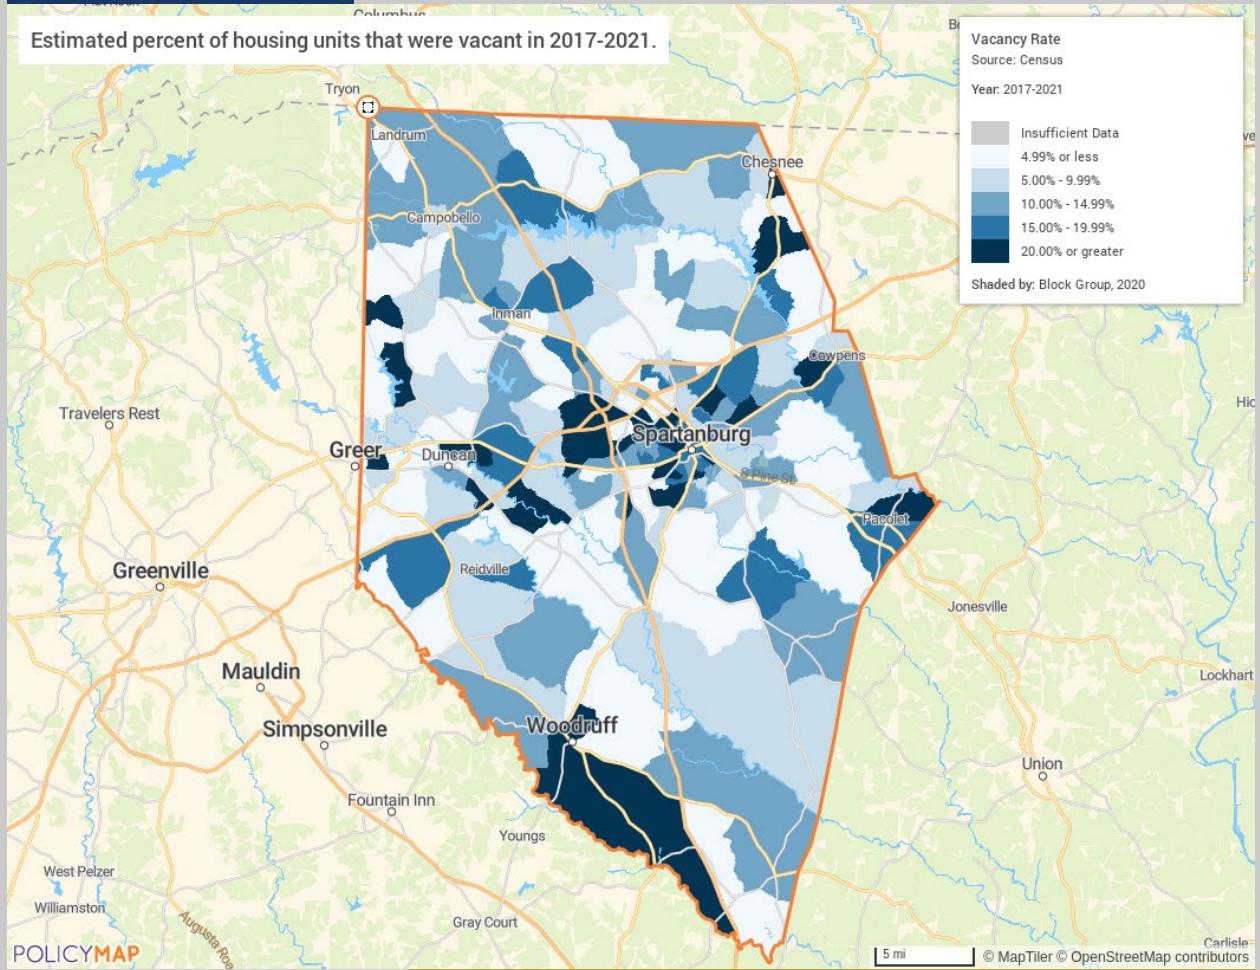 Columbus
Estimated percent of housing units that were vacant in 2017-2021.
Vacancy Rate
Source: Census
Year: 2017-2021
Insufficient Data
4.99% or less
5.00% - 9.99%
10.00% - 14.99%
15.00% - 19.99%
20.00% or greater
Shaded by: Block Group, 2020
Tryon
Landrum
Chesnee
Campobello
Inman
Cowpens
Travelers Rest
Greer
Duncan
Spartanburg
S Pine St
Pacolet
Greenville
Reidville
Jonesville
Mauldin
Lockhart
Simpsonville
Woodruff
Union
Fountain Inn
Youngs
West Pelzer
Williamston
Gray Court
Augusta Roa
Carlisle
POLICYMAP
5 mi
© MapTiler © OpenStreetMap contributors